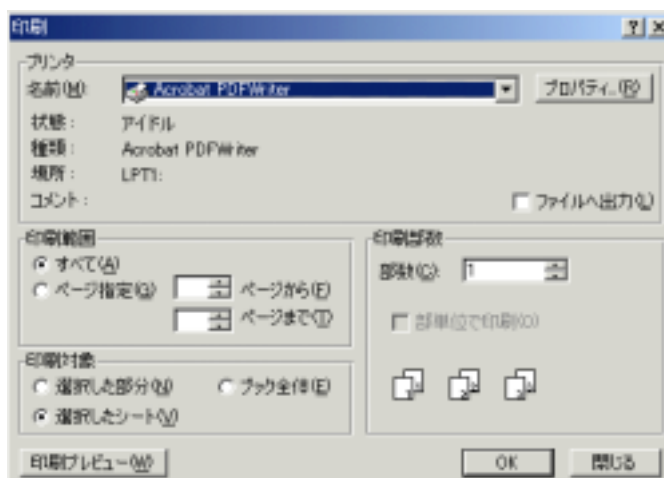 印刷
プリンタ
名前(M): Acrobat PDFWriter プロパティ...(R)
状態: アイドル
種類: Acrobat PDFWriter
場所: LPT1:
コメント: ファイルへ出力(L)
印刷範囲
すべて(A)
ページ指定(G) ページから(F)
ページまで(T)
印刷部数
部数(C): 1
部単位で印刷(O)
印刷対象
選択した部分(N) ブック全体(E)
選択したシート(V)
印刷プレビュー(W) OK 閉じる